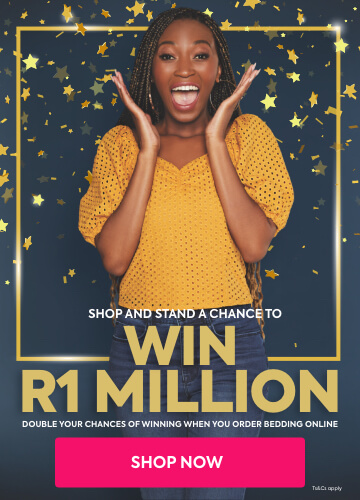 SHOP AND STAND A CHANCE TO
WIN
R1 MILLION
DOUBLE YOUR CHANCES OF WINNING WHEN YOU ORDER BEDDING ONLINE
SHOP NOW
Ts&Cs apply